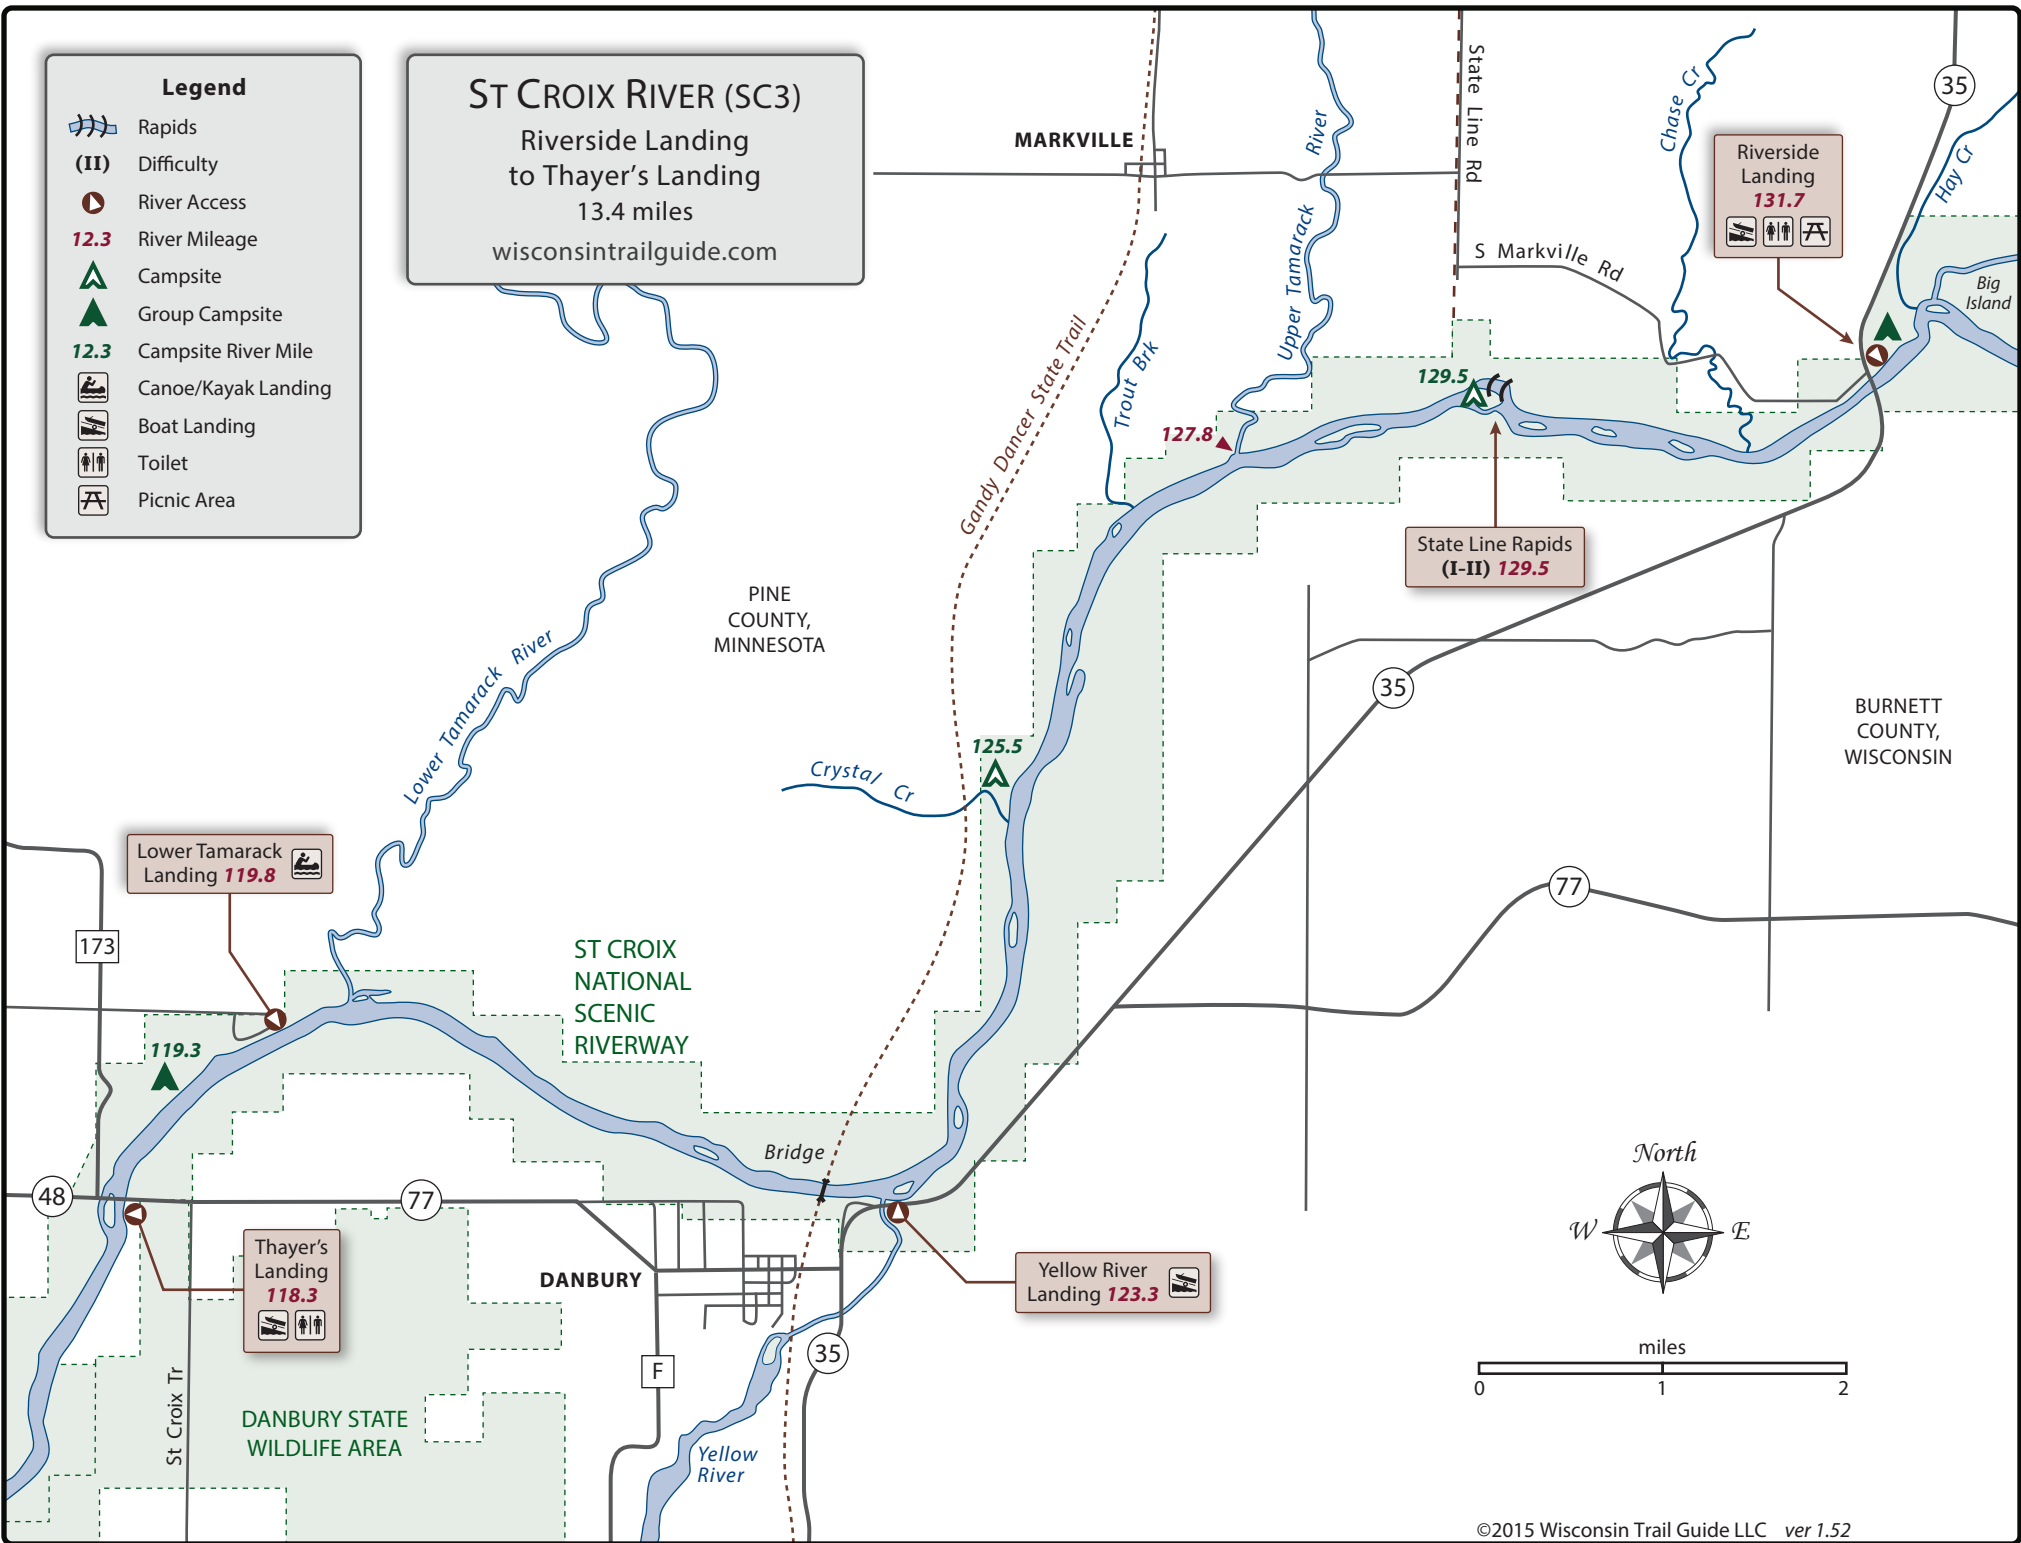 Legend
Rapids
(II) Difficulty
River Access
12.3 River Mileage
Campsite
Group Campsite
12.3 Campsite River Mile
Canoe/Kayak Landing
Boat Landing
Toilet
Picnic Area
ST CROIX RIVER (SC3)
Riverside Landing
to Thayer's Landing
13.4 miles
wisconsintrailguide.com
MARKVILLE
River
Upper Tamarack
State Line Rd
Chase Cr
35
Riverside
Landing
131.7
Hay Cr
Big
Island
S Markville Rd
Gandy Dancer State Trail
Trout Brk
129.5
127.8
State Line Rapids
(I-II) 129.5
PINE
COUNTY,
MINNESOTA
Lower Tamarack River
35
BURNETT
COUNTY,
WISCONSIN
125.5
Crystal Cr
Lower Tamarack
Landing 119.8
77
173
ST CROIX
NATIONAL
SCENIC
RIVERWAY
119.3
Bridge
48
77
Thayer's
Landing
118.3
DANBURY
Yellow River
Landing 123.3
North
W
E
35
F
St Croix Tr
DANBURY STATE
WILDLIFE AREA
Yellow
River
miles
0 1 2
©2015 Wisconsin Trail Guide LLC ver 1.52